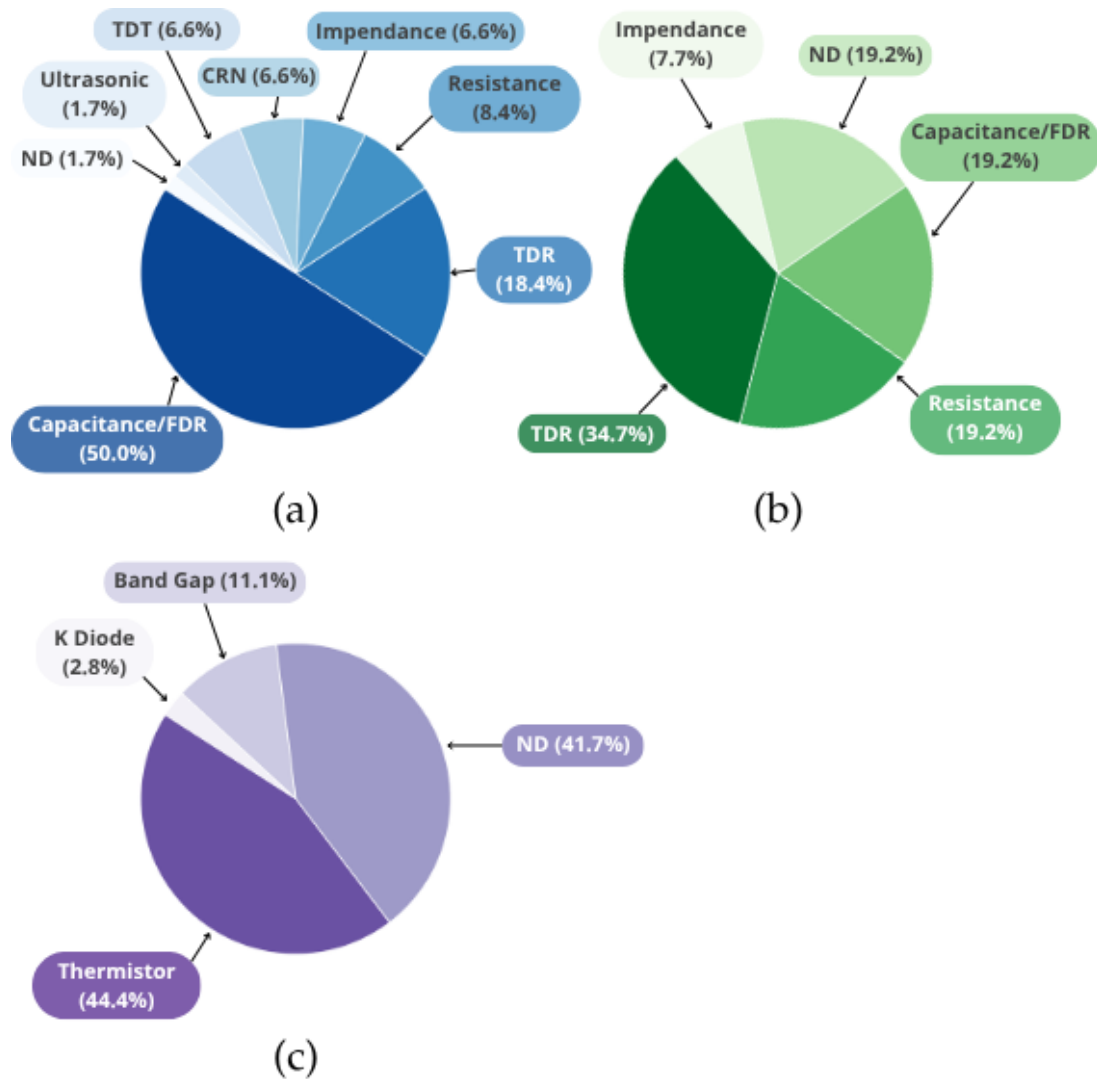 TDT (6.6%)
Impendance (6.6%)
CRN (6.6%)
Ultrasonic
(1.7%)
Resistance
(8.4%)
ND (1.7%)
TDR
(18.4%)
Capacitance/FDR
(50.0%)
(a)
Impendance
(7.7%)
ND (19.2%)
Capacitance/FDR
(19.2%)
Resistance
(19.2%)
TDR (34.7%)
(b)
Band Gap (11.1%)
K Diode
(2.8%)
ND (41.7%)
Thermistor
(44.4%)
(c)